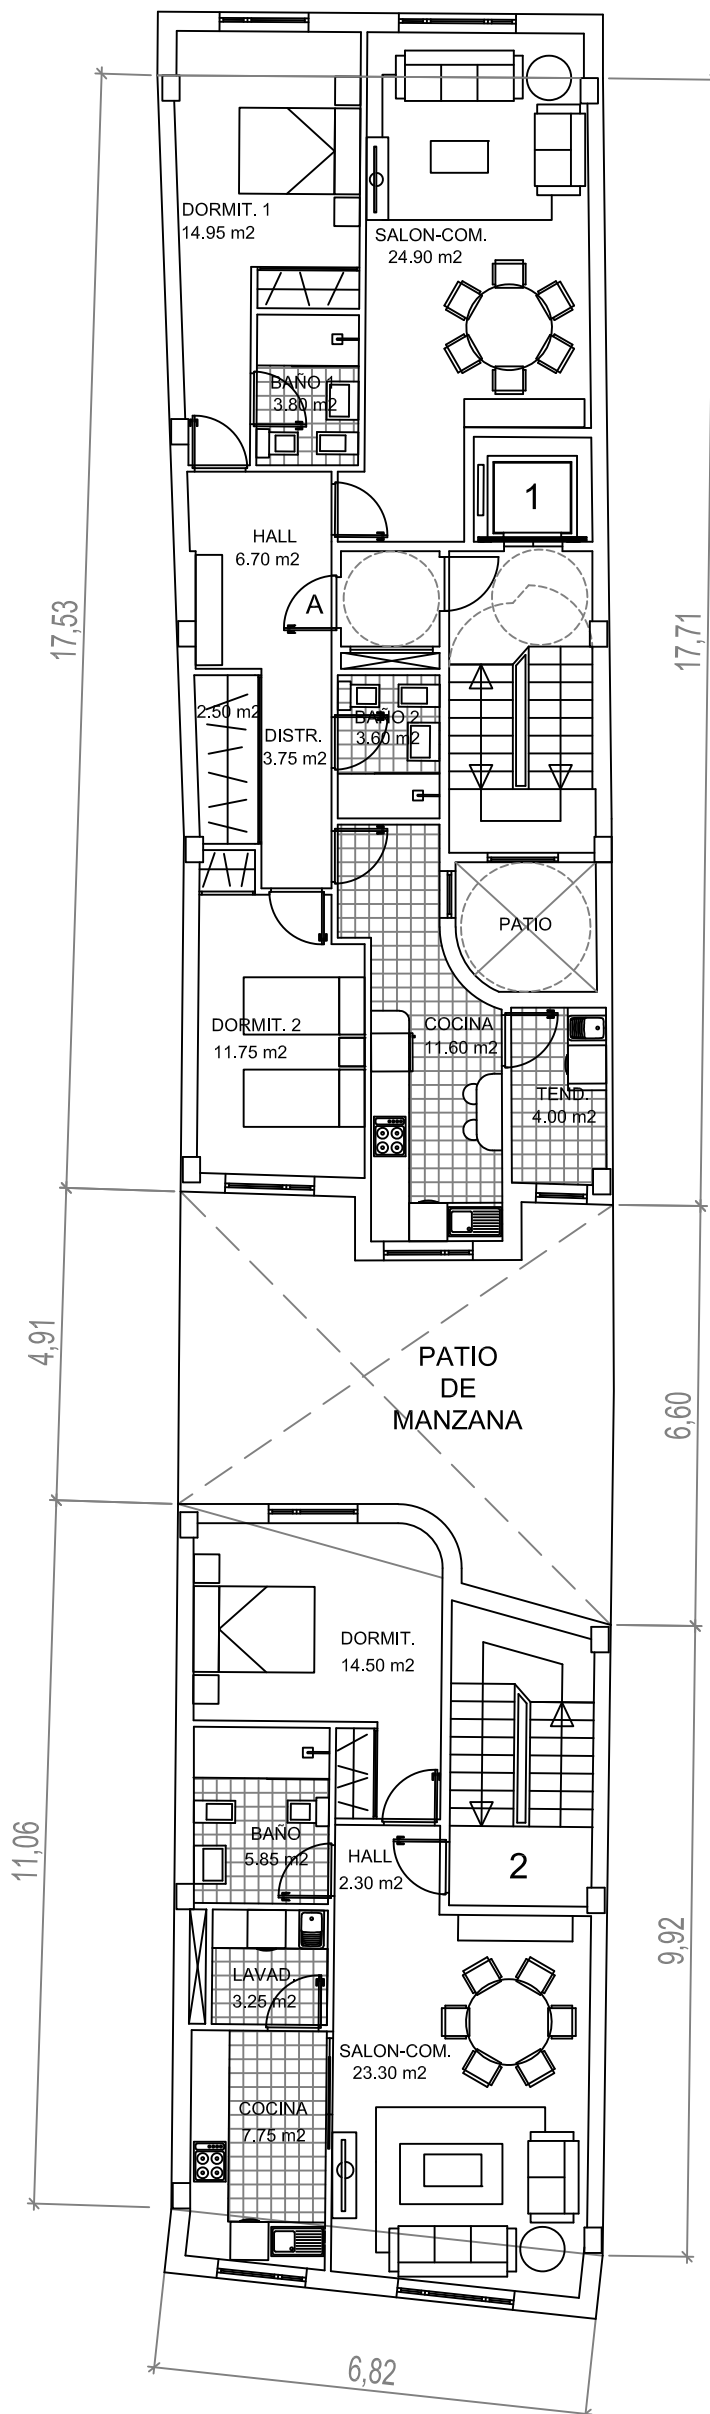 DORMIT. 1
14.95 m2
SALON-COM.
24.90 m2
BAÑO 1
3.80 m2
1
HALL
6.70 m2
A
17,53
17,71
2.50 m2
BAÑO 2
3.60 m2
DISTR.
3.75 m2
PATIO
DORMIT. 2
11.75 m2
COCINA
11.60 m2
TEND.
4.00 m2
4,91
PATIO
DE
MANZANA
6,60
DORMIT.
14.50 m2
BAÑO
5.85 m2
HALL
2.30 m2
2
11,06
9,92
LAVAD.
3.25 m2
SALON-COM.
23.30 m2
COCINA
7.75 m2
6,82